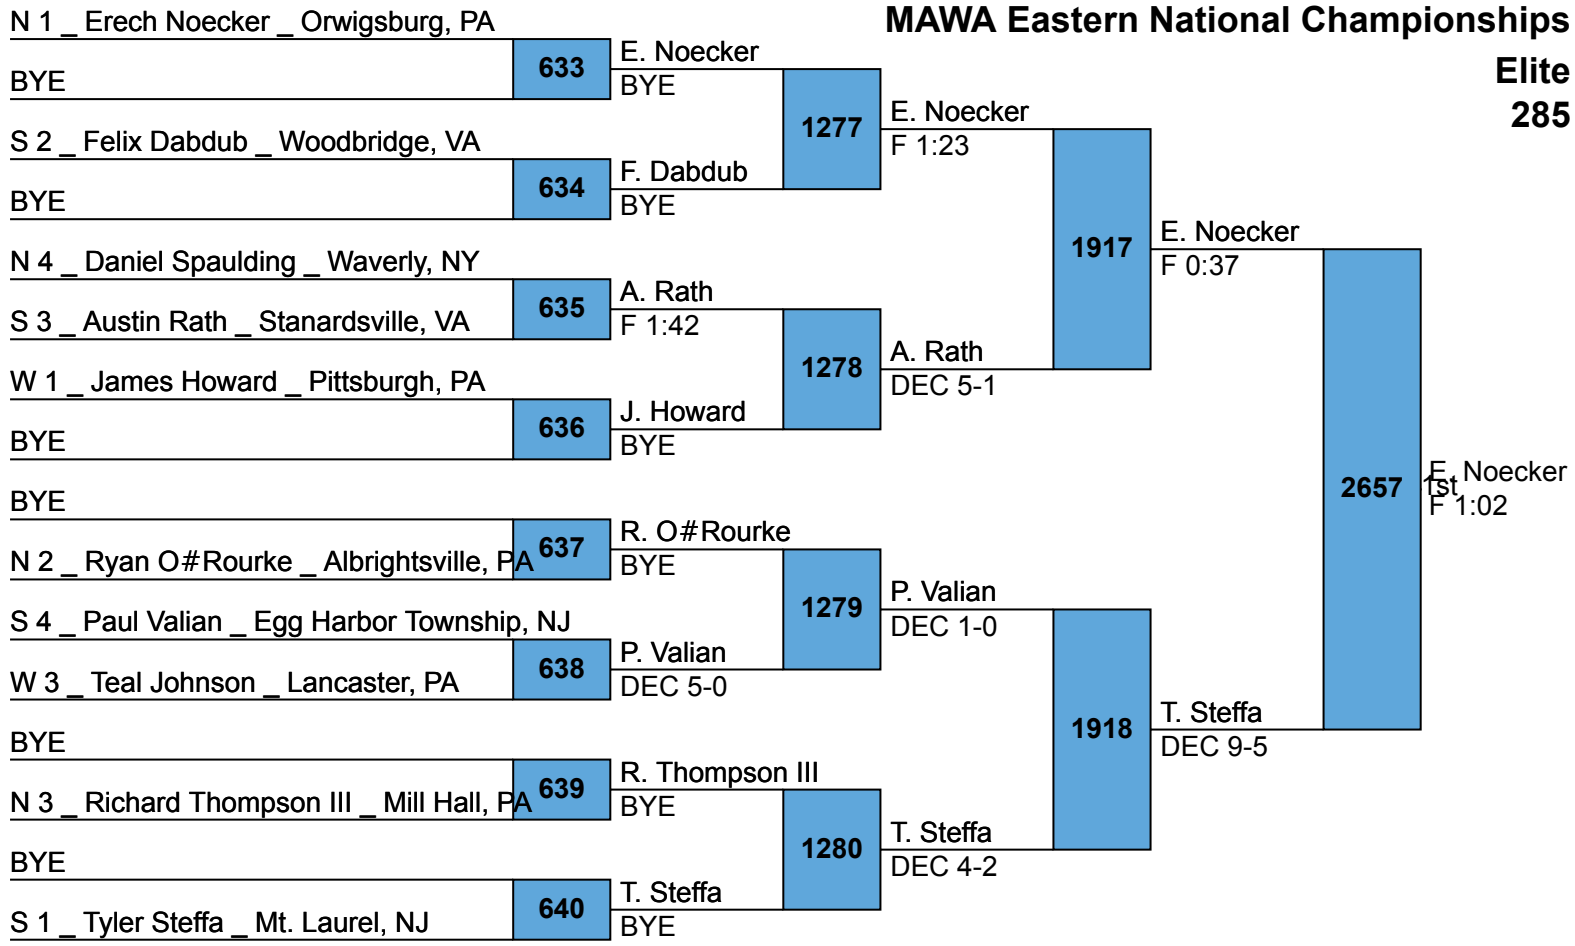 MAWA Eastern National Championships
Elite
285
N 1 _ Erech Noecker _ Orwigsburg, PA
BYE
S 2 _ Felix Dabdub _ Woodbridge, VA
BYE
N 4 _ Daniel Spaulding _ Waverly, NY
S 3 _ Austin Rath _ Stanardsville, VA
W 1 _ James Howard _ Pittsburgh, PA
BYE
BYE
N 2 _ Ryan O#Rourke _ Albrightsville, PA
S 4 _ Paul Valian _ Egg Harbor Township, NJ
W 3 _ Teal Johnson _ Lancaster, PA
BYE
N 3 _ Richard Thompson III _ Mill Hall, PA
BYE
S 1 _ Tyler Steffa _ Mt. Laurel, NJ
633
634
635
636
637
638
639
640
E. Noecker
BYE
F. Dabdub
BYE
A. Rath
F 1:42
J. Howard
BYE
R. O#Rourke
BYE
P. Valian
DEC 5-0
R. Thompson III
BYE
T. Steffa
BYE
1277
1278
1279
1280
E. Noecker
F 1:23
A. Rath
DEC 5-1
P. Valian
DEC 1-0
T. Steffa
DEC 4-2
1917
1918
E. Noecker
F 0:37
T. Steffa
DEC 9-5
2657
E. Noecker
1st
F 1:02